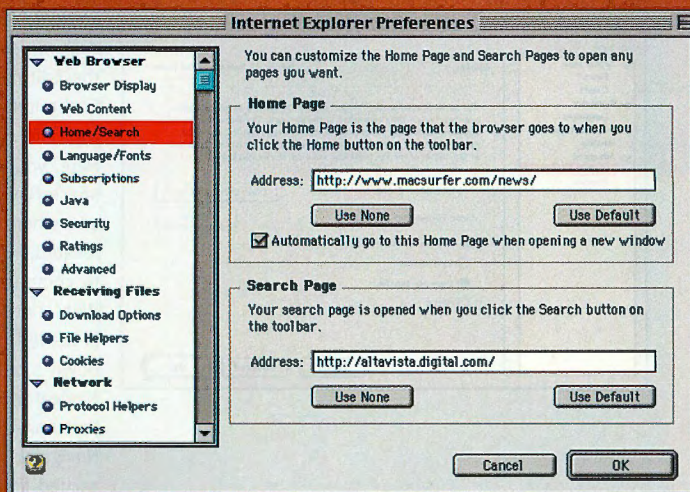 Internet Explorer Preferences
Web Browser
Browser Display
Web Content
Home/Search
Language/Fonts
Subscriptions
Java
Security
Ratings
Advanced
Receiving Files
Download Options
File Helpers
Cookies
Network
Protocol Helpers
Proxies
You can customize the Home Page and Search Pages to open any
pages you want.
Home Page
Your Home Page is the page that the browser goes to when you
click the Home button on the toolbar.
Address: http://www.macsurfer.com/news/
Use None Use Default
Automatically go to this Home Page when opening a new window
Search Page
Your search page is opened when you click the Search button on
the toolbar.
Address: http://altavista.digital.com/
Use None Use Default
Cancel OK